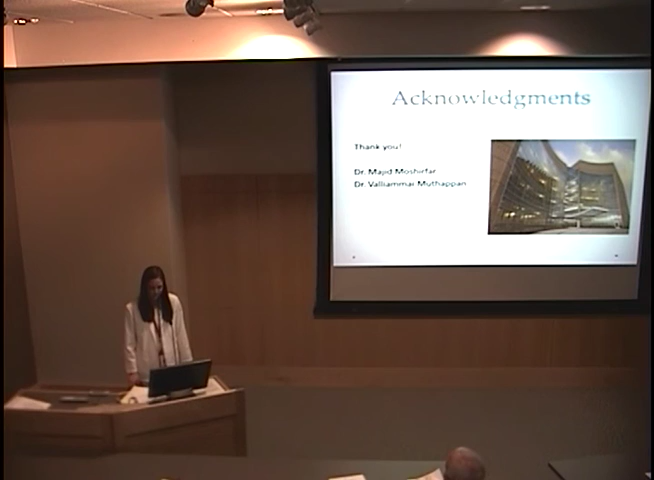 Acknowledgments
Thank you!
Dr. Majid Moshirfar
Dr. Valliammai Muthappan